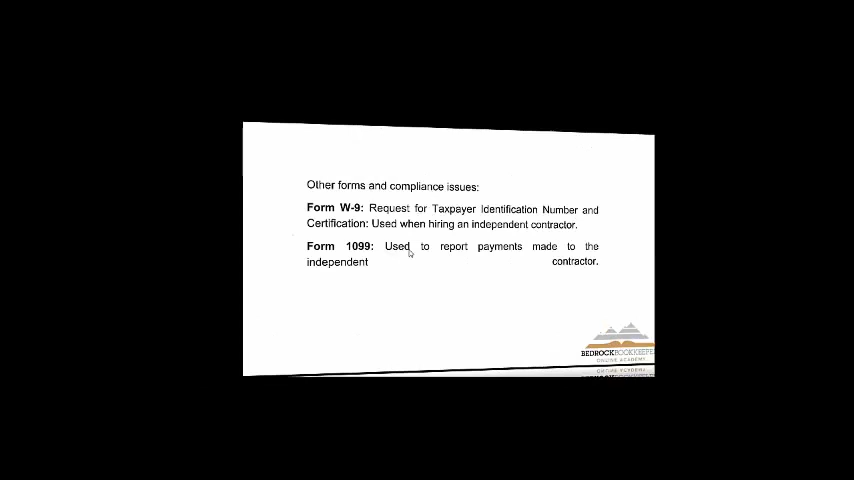 Other forms and compliance issues:
Form W-9: Request for Taxpayer Identification Number and
Certification: Used when hiring an independent contractor.
Form 1099: Used to report payments made to the
independent contractor.
BEDROCKBOOKKEEPE
ONLINE ACADEMY